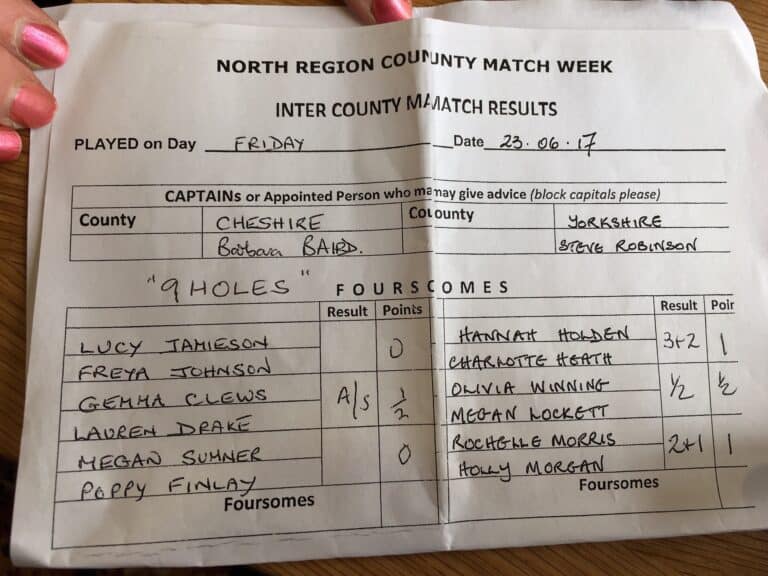 NORTH REGION COUNTY MATCH WEEK
INTER COUNTY MATCH RESULTS
PLAYED on Day FRIDAY Date 23.06.17
CAPTAINs or Appointed Person who may give advice (block capitals please)
County CHESHIRE County YORKSHIRE
Barbara BAIRD. STEVE ROBINSON
"9 HOLES" FOURSCOMES
Result Points Result Poin
LUCY JAMIESON 0 HANNAH HOLDEN 3+2 1
FREYA JOHNSON CHARLOTTE HEATH
GEMMA CLEWS A/S 1/2 OLIVIA WINNING 1/2 1/2
LAUREN DRAKE MEGAN LOCKETT
MEGAN SUMNER 0 ROCHELLE MORRIS 2+1 1
POPPY FINLAY HOLLY MORGAN
Foursomes Foursomes